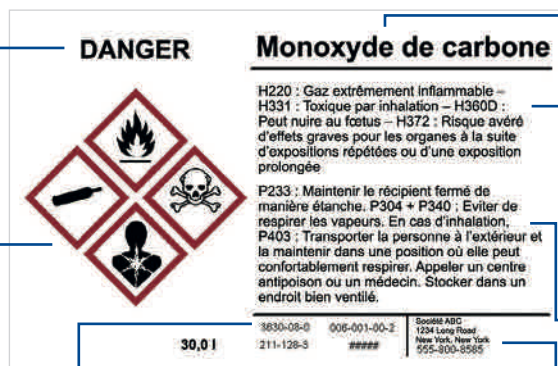 DANGER
Monoxyde de carbone
H220 : Gaz extrêmement inflammable –
H331 : Toxique par inhalation – H360D :
Peut nuire au fœtus – H372 : Risque avéré
d'effets graves pour les organes à la suite
d'expositions répétées ou d'une exposition
prolongée
P233 : Maintenir le récipient fermé de
manière étanche. P304 + P340 : Eviter de
respirer les vapeurs. En cas d'inhalation,
P403 : Transporter la personne à l'extérieur et
la maintenir dans une position où elle peut
confortablement respirer. Appeler un centre
antipoison ou un médecin. Stocker dans un
endroit bien ventilé.
30,0 l
3630-08-0 006-001-00-2
211-128-3 #####
Société ABC
1234 Long Road
New York, New York
555-800-8585